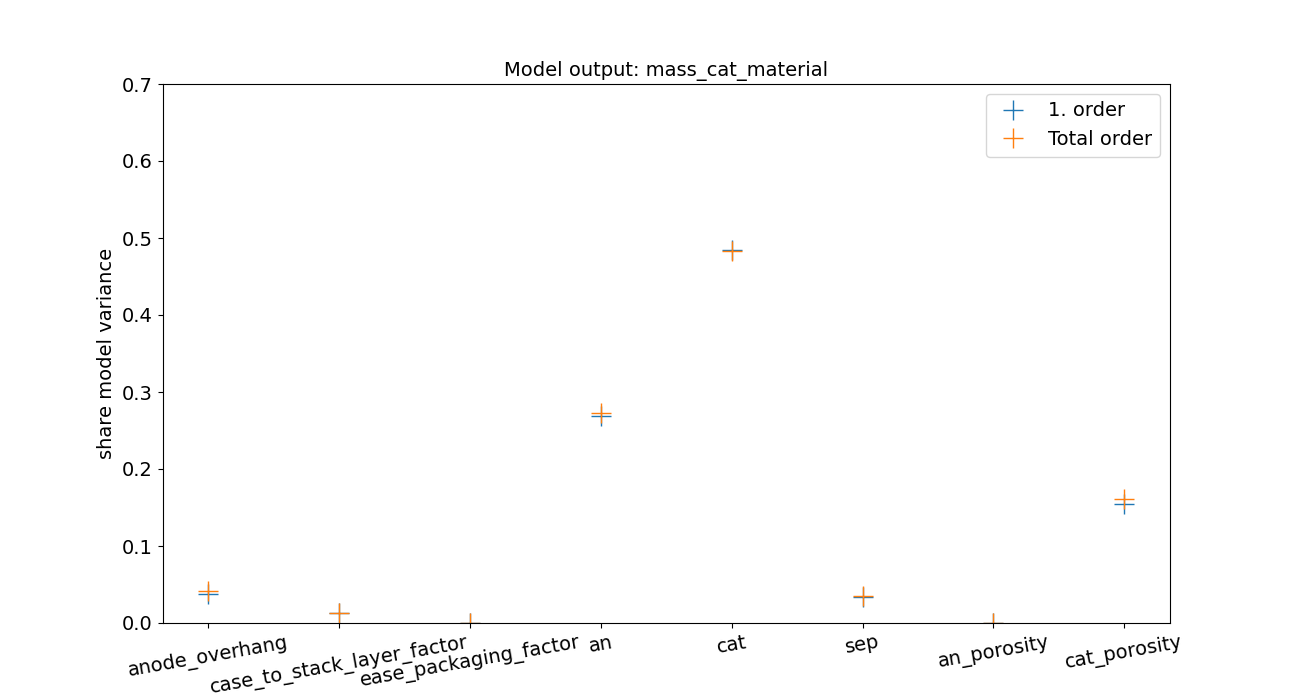 Model output: mass_cat_material
1. order
Total order
share model variance
0.7
0.6
0.5
0.4
0.3
0.2
0.1
0.0
anode_overhang
case_to_stack_layer_factor
ease_packaging_factor
an
cat
sep
an_porosity
cat_porosity